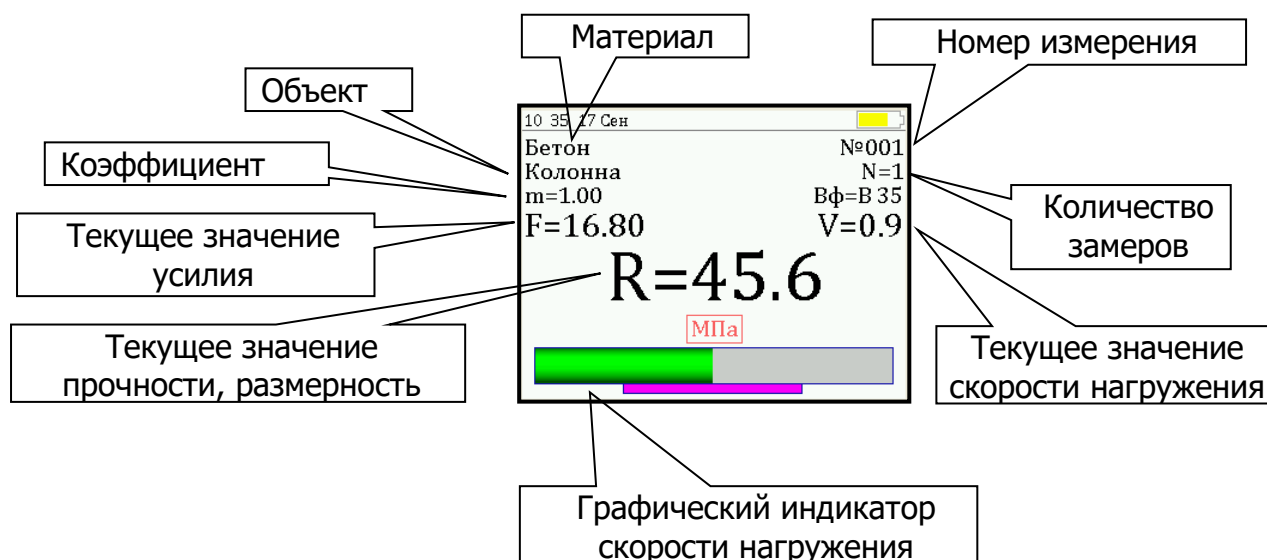 Материал
Номер измерения
Объект
Коэффициент
Текущее значение
усилия
Текущее значение
прочности, размерность
10 35 17 Сен
Бетон
№001
Колонна
N=1
m=1.00
Вф=В 35
F=16.80
V=0.9
R=45.6
МПа
Количество
замеров
Текущее значение
скорости нагружения
Графический индикатор
скорости нагружения